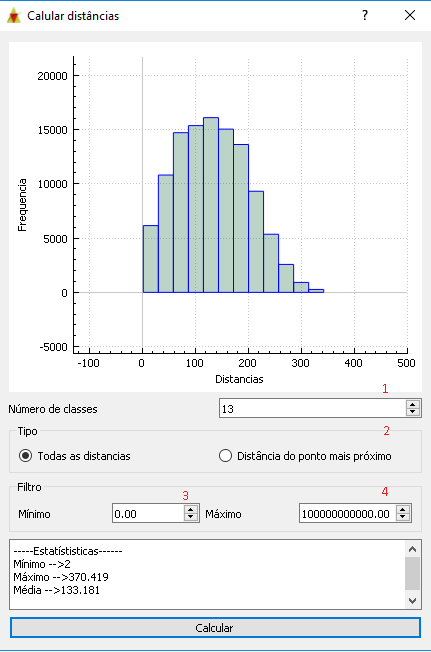 Calular distâncias
?
20000
15000
10000
5000
0
-5000
Frequencia
-100 0 100 200 300 400 500
Distancias
1
Número de classes 13
2
Tipo
Todas as distancias Distância do ponto mais próximo
Filtro
3 4
Mínimo 0.00 Máximo 100000000000.00
-----Estatístisticas------
Mínimo -->2
Máximo -->370.419
Média -->133.181
Calcular